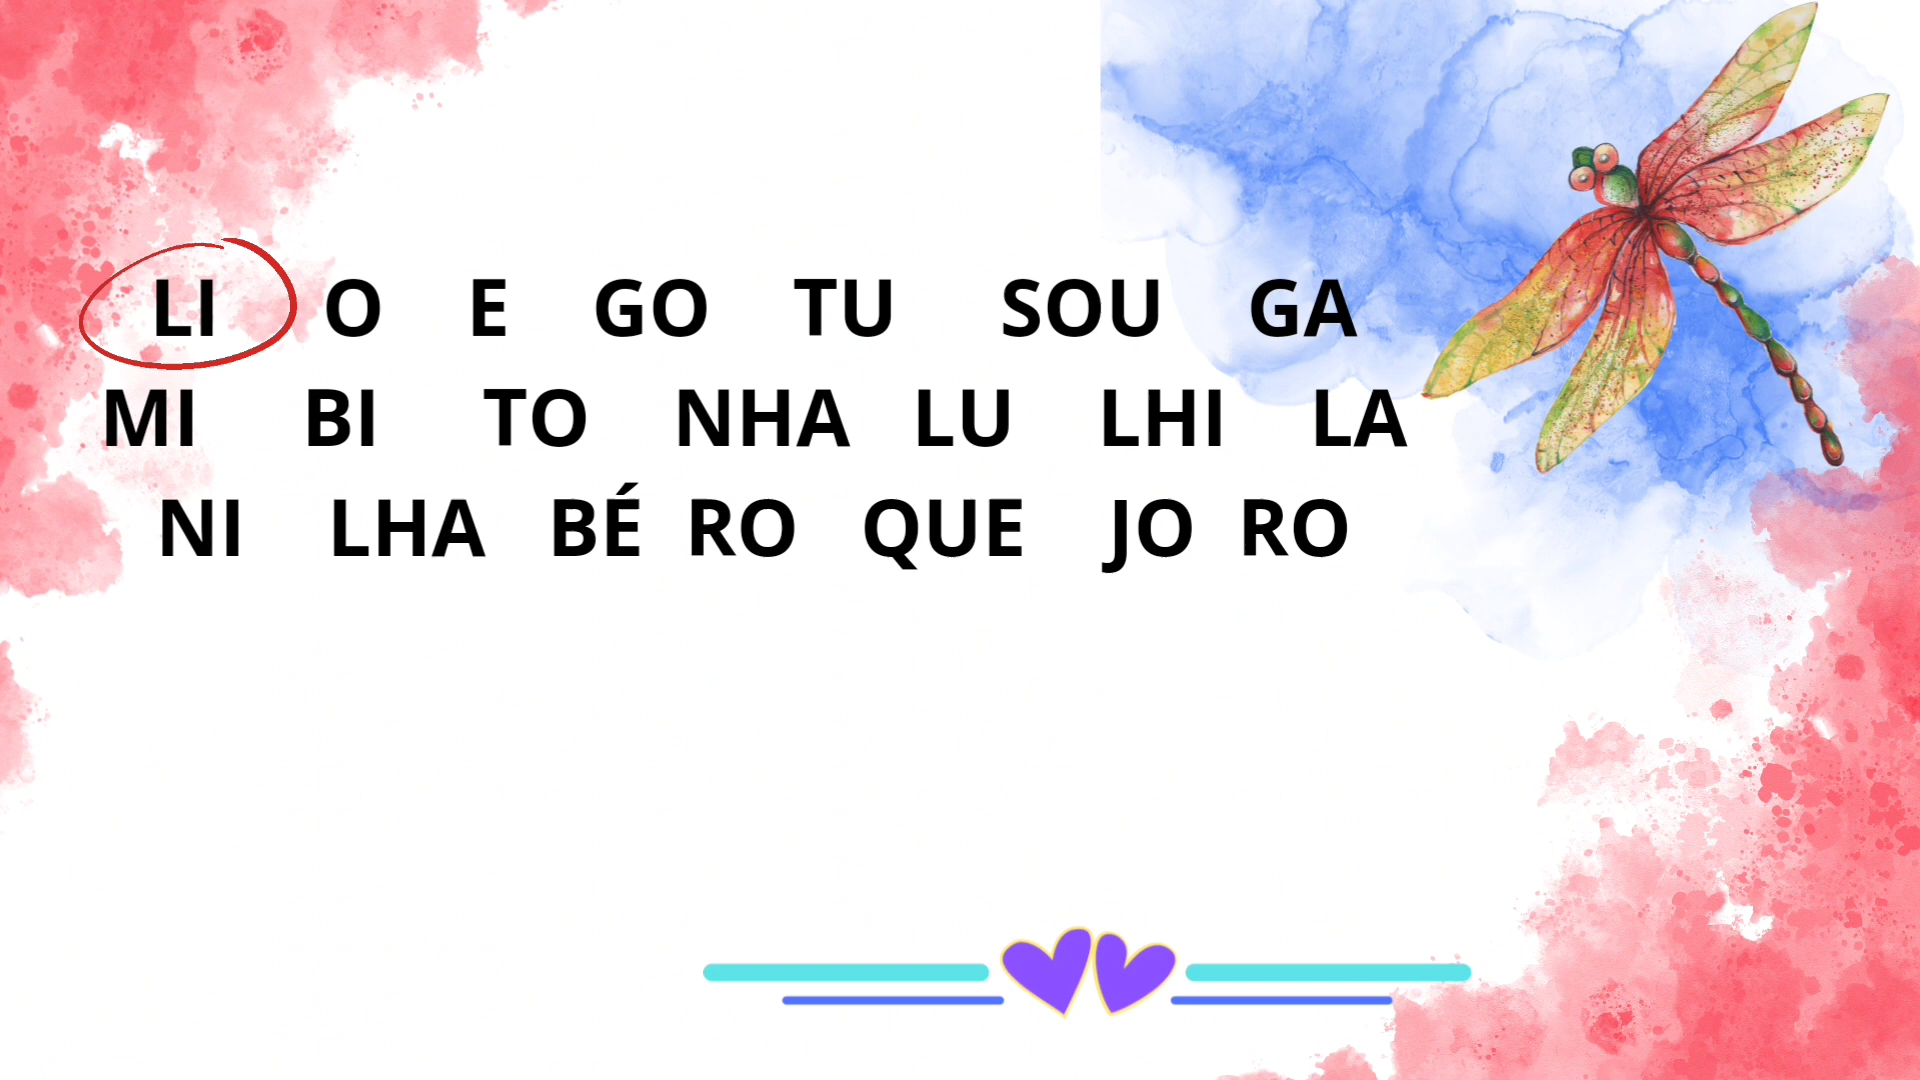 LI O E GO TU SOU GA
MI BI TO NHA LU LHI LA
NI LHA BÉ RO QUE JO RO